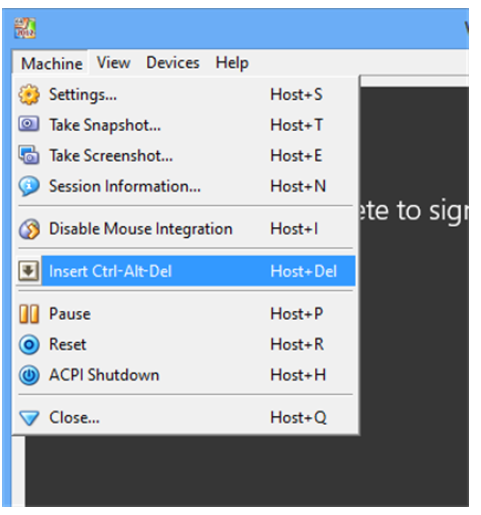 Machine View Devices Help
Settings... Host+S
Take Snapshot... Host+T
Take Screenshot... Host+E
Session Information... Host+N
ete to sigr
Disable Mouse Integration Host+I
Insert Ctrl-Alt-Del Host+Del
Pause Host+P
Reset Host+R
ACPI Shutdown Host+H
Close... Host+Q